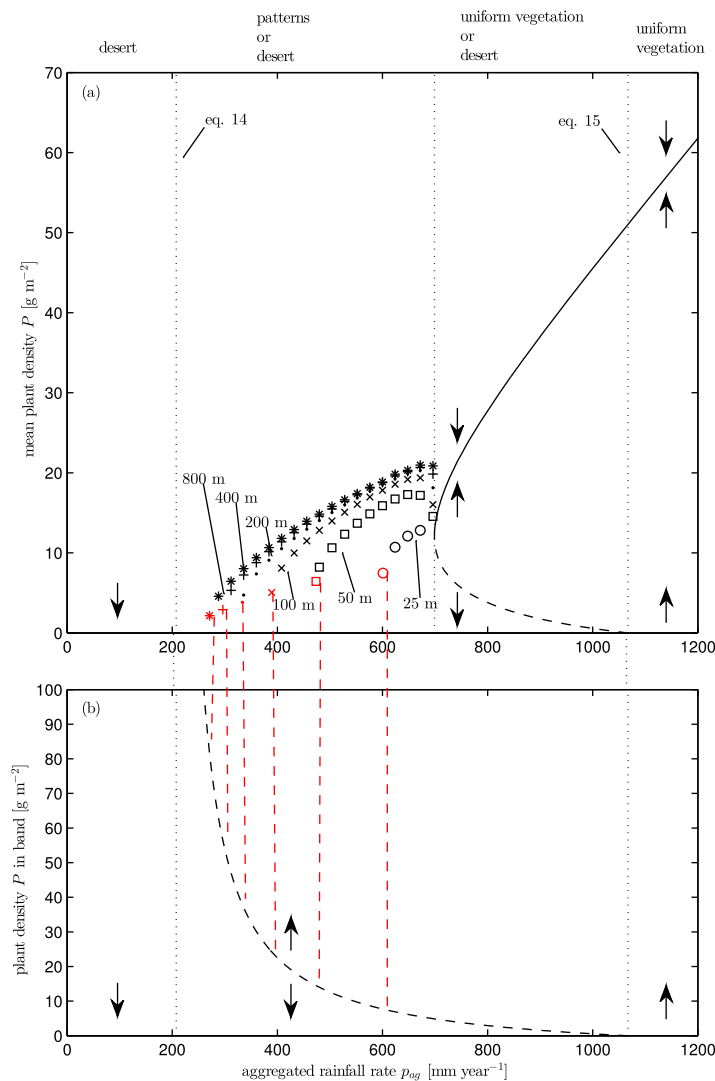 desert
patterns
or
desert
uniform vegetation
or
desert
uniform
vegetation
70
60
50
40
30
20
10
0
mean plant density P [g m−2]
(a)
eq. 14
eq. 15
800 m
400 m
200 m
100 m
50 m
25 m
0 200 400 600 800 1000 1200
100
90
80
70
60
50
40
30
20
10
0
plant density P in band [g m−2]
(b)
0 200 400 600 800 1000 1200
aggregated rainfall rate pag [mm year−1]